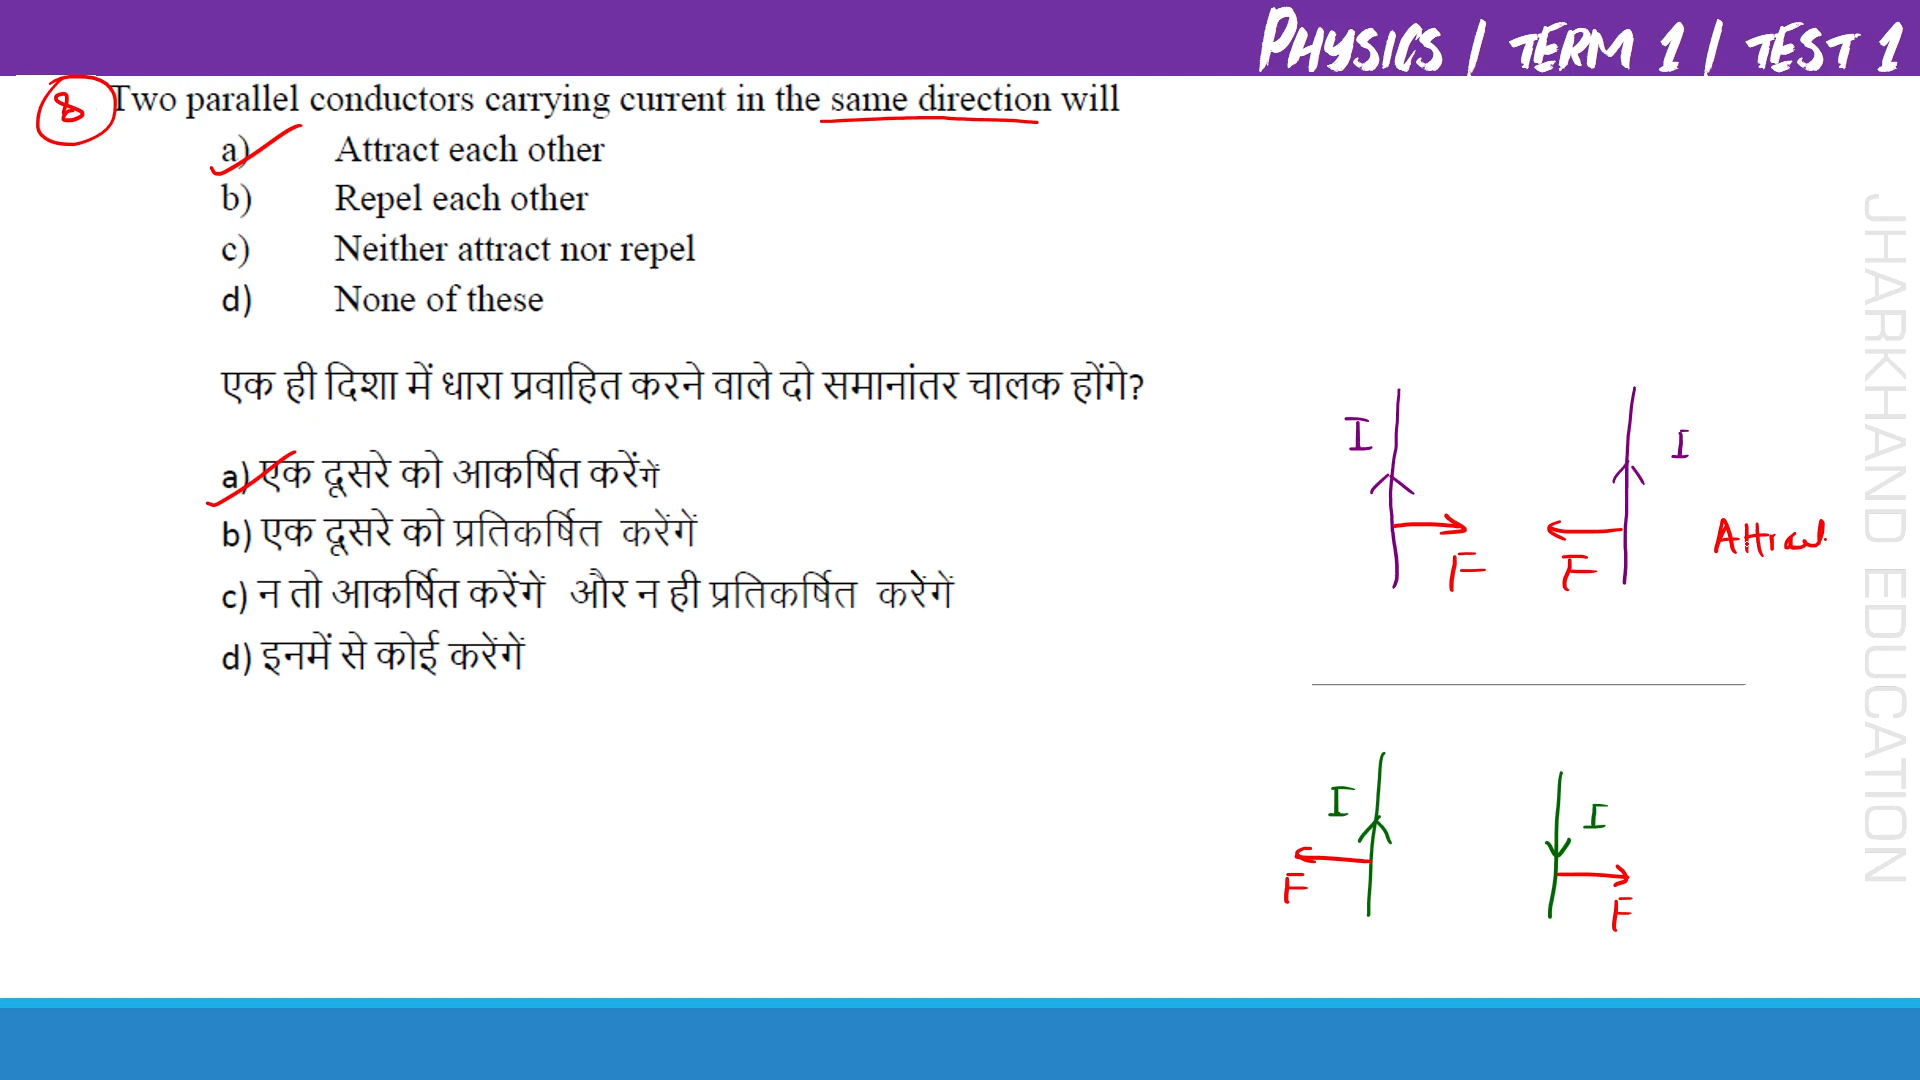 PHYSICS | TERM 1 | TEST 1
8 Two parallel conductors carrying current in the same direction will
a) Attract each other
b) Repel each other
c) Neither attract nor repel
d) None of these
एक ही दिशा में धारा प्रवाहित करने वाले दो समानांतर चालक होंगे?
a) एक दूसरे को आकर्षित करेंगें
b) एक दूसरे को प्रतिकर्षित करेंगें
c) न तो आकर्षित करेंगें और न ही प्रतिकर्षित करेंगें
d) इनमें से कोई करेंगें
I I
F F Attract
I I
F F
JHARKHAND EDUCATION